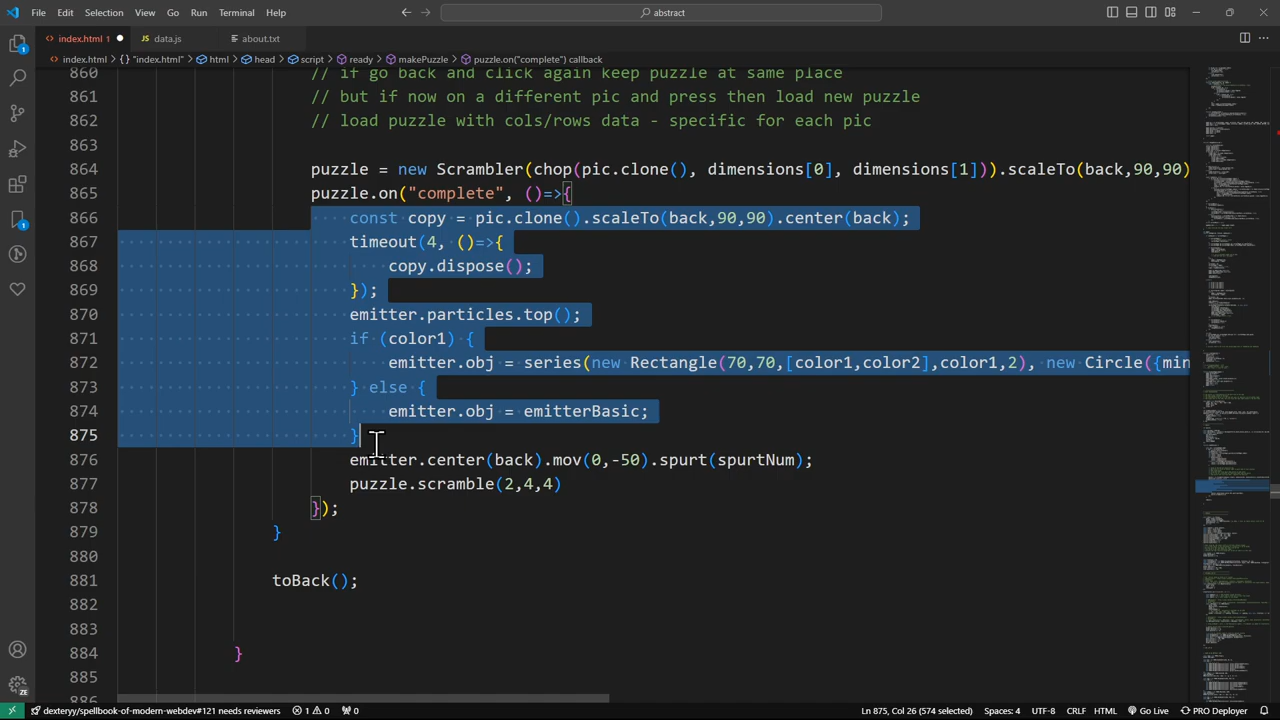 File Edit Selection View Go Run Terminal Help
abstract
index.html 1
data.js
about.txt
index.html > {} "index.html" > html > head > script > ready > makePuzzle > puzzle.on("complete") callback
860 // if go back and click again keep puzzle at same place
861 // but if now on a different pic and press then load new puzzle
862 // load puzzle with cols/rows data - specific for each pic
863
864 puzzle = new Scrambler(crop(pic.clone(), dimensions[0], dimension[1])).scaleTo(back,90,90)
865 puzzle.on("complete", ()=>{
866 const copy = pic.clone().scaleTo(back,90,90).center(back);
867 timeout(4, ()=>{
868 copy.dispose();
869 });
870 emitter.particles.top();
871 if (color1) {
872 emitter.obj = series(new Rectangle(70,70,[color1,color2],color1,2), new Circle({min
873 } else {
874 emitter.obj = emitterBasic;
875 }
876 emitter.center(back).mov(0,-50).spurt(spurtNum);
877 puzzle.scramble(2,4,4)
878 });
879 }
880
881 toBack();
882
883
884 }
885
ZE
dextery/spellbook-of-modern-webdev#121 needs reviewers
1 1
Ln 875, Col 26 (574 selected)
Spaces: 4
UTF-8
CRLF
HTML
Go Live
PRO Deployer